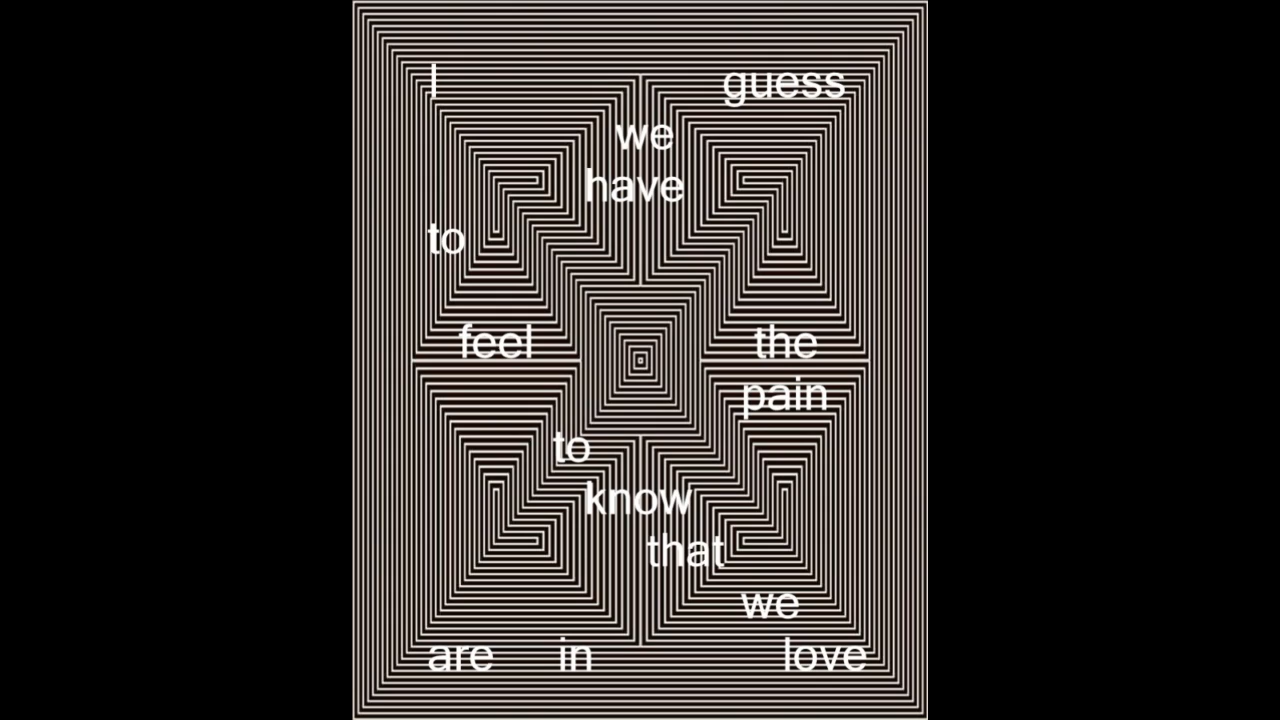 I guess
we
have
to
feel the
pain
to
know
that
we
are in love